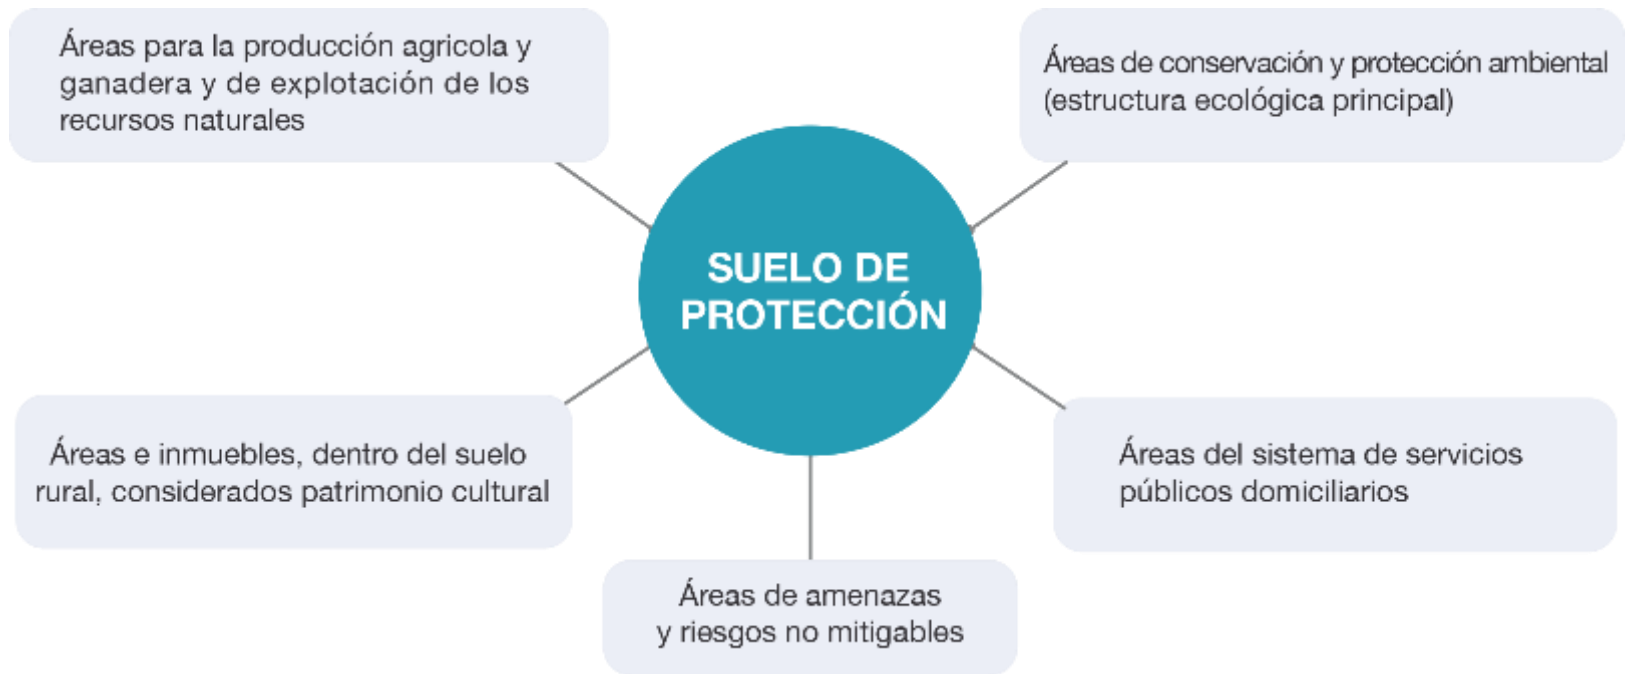 Áreas para la producción agricola y
ganadera y de explotación de los
recursos naturales
Áreas de conservación y protección ambiental
(estructura ecológica principal)
SUELO DE
PROTECCIÓN
Áreas e inmuebles, dentro del suelo
rural, considerados patrimonio cultural
Áreas del sistema de servicios
públicos domiciliarios
Áreas de amenazas
y riesgos no mitigables